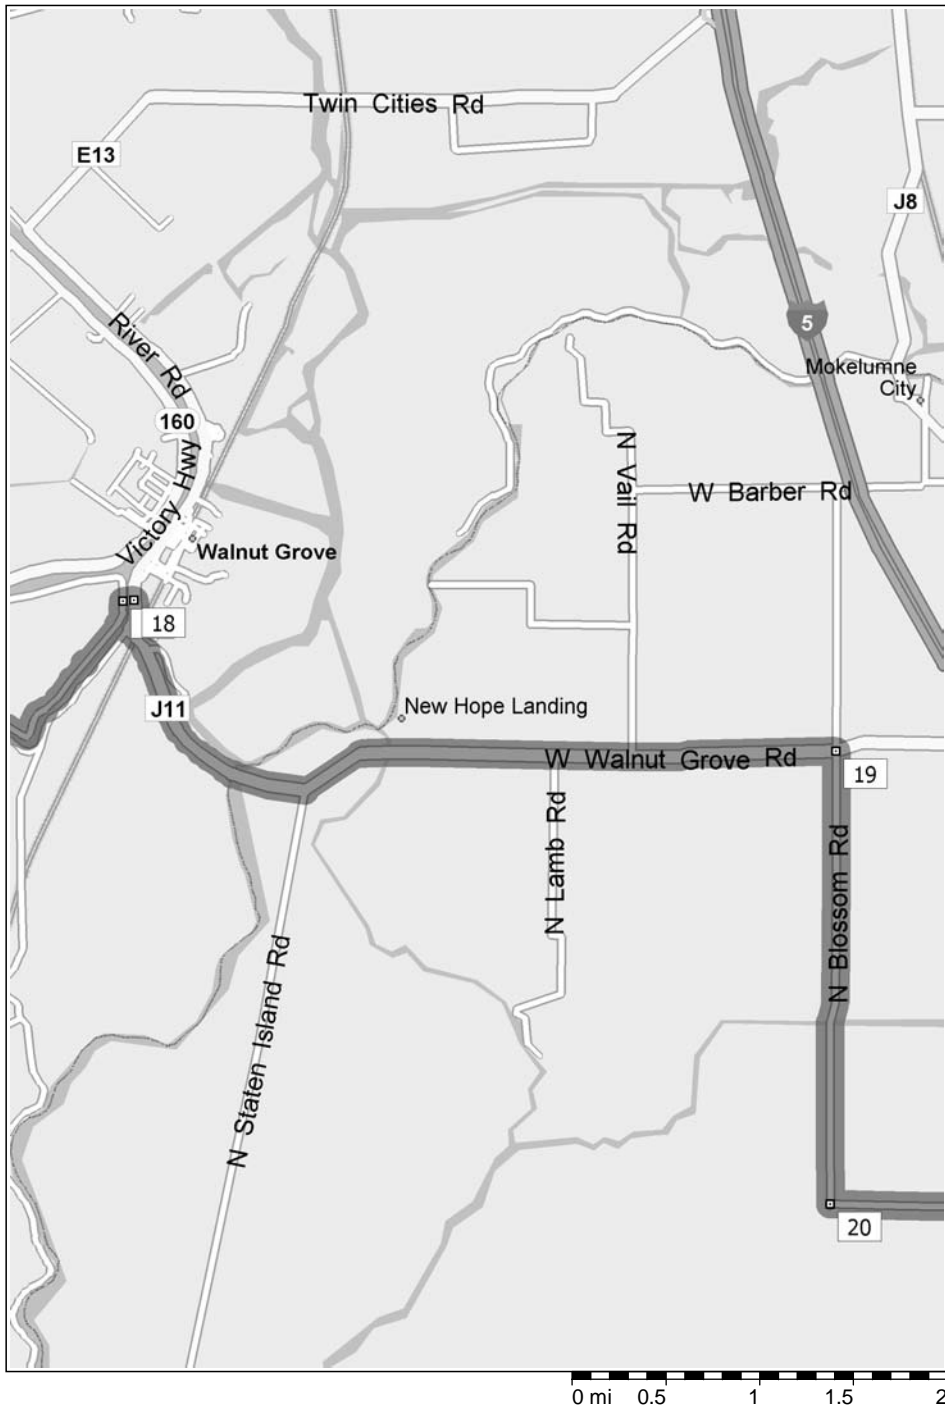 Twin Cities Rd
E13
J8
River Rd
5
Mokelumne
City
160
N Vail Rd
Victory Hwy
W Barber Rd
Walnut Grove
18
J11
New Hope Landing
W Walnut Grove Rd
19
N Lamb Rd
N Blossom Rd
N Staten Island Rd
20
0 mi 0.5 1 1.5 2